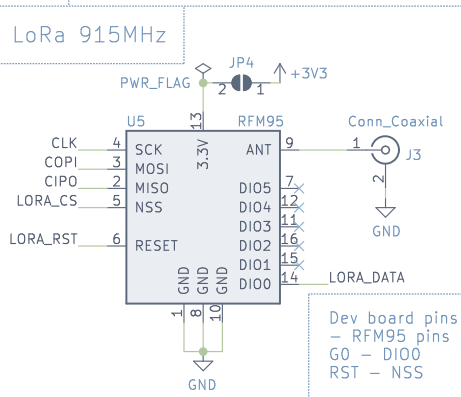 LoRa 915MHz
JP4
PWR_FLAG
2 1
+3V3
13
U5
RFM95
Conn_Coaxial
CLK 4 SCK
3.3V
ANT 9
1
J3
COPI 3 MOSI
CIPO 2 MISO
2
LORA_CS 5 NSS
DIO5 7
DIO4 12
DIO3 11
GND
LORA_RST 6 RESET
DIO2 16
DIO1 15
DIO0 14 LORA_DATA
GND GND GND
1 8 10
GND
Dev board pins
– RFM95 pins
G0 – DIO0
RST – NSS